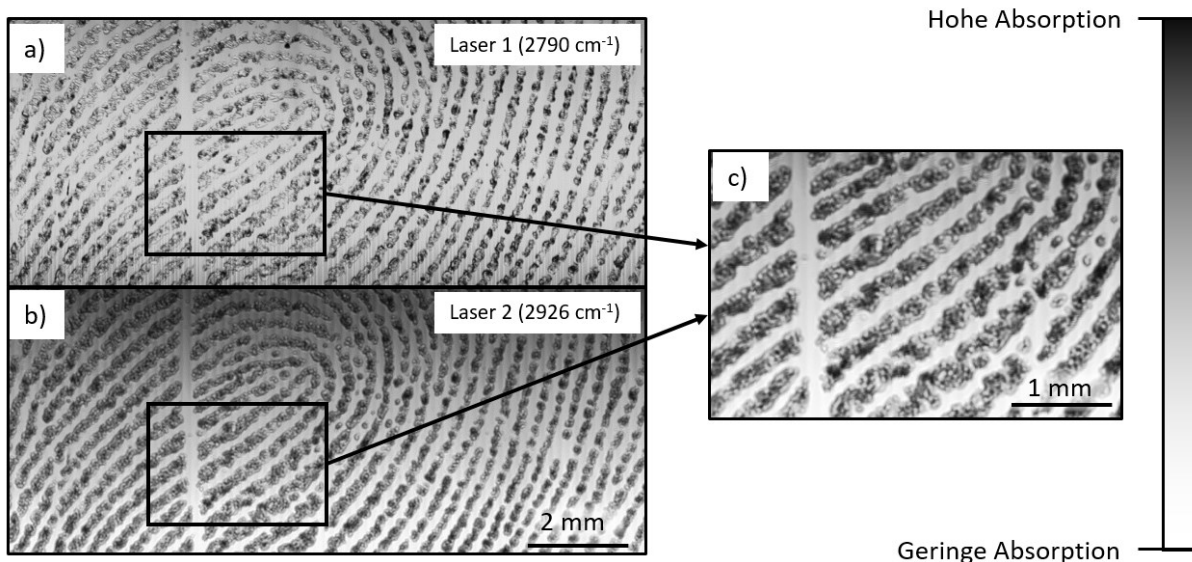 a)
Laser 1 (2790 cm⁻¹)
b)
Laser 2 (2926 cm⁻¹)
2 mm
c)
1 mm
Hohe Absorption
Geringe Absorption